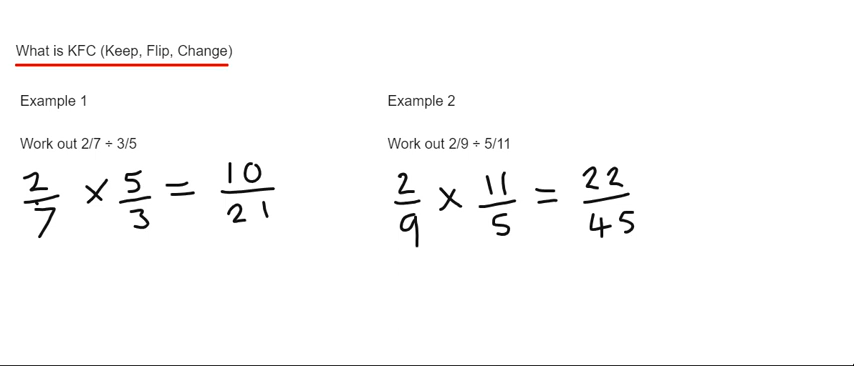 What is KFC (Keep, Flip, Change)
Example 1
Work out 2/7 ÷ 3/5
2/7 × 5/3 = 10/21
Example 2
Work out 2/9 ÷ 5/11
2/9 × 11/5 = 22/45